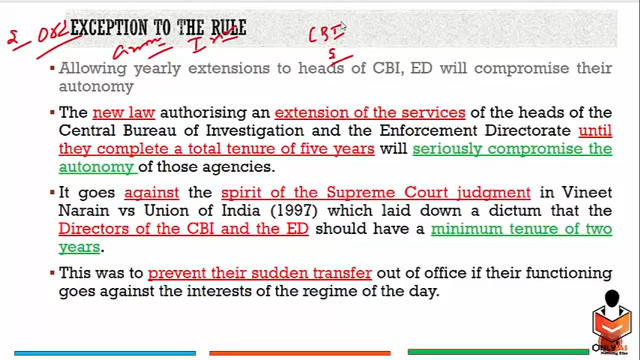 2 Ord
EXCEPTION TO THE RULE
CBI
5
▪ Allowing yearly extensions to heads of CBI, ED will compromise their
autonomy
▪ The new law authorising an extension of the services of the heads of the
Central Bureau of Investigation and the Enforcement Directorate until
they complete a total tenure of five years will seriously compromise the
autonomy of those agencies.
▪ It goes against the spirit of the Supreme Court judgment in Vineet
Narain vs Union of India (1997) which laid down a dictum that the
Directors of the CBI and the ED should have a minimum tenure of two
years.
▪ This was to prevent their sudden transfer out of office if their functioning
goes against the interests of the regime of the day.